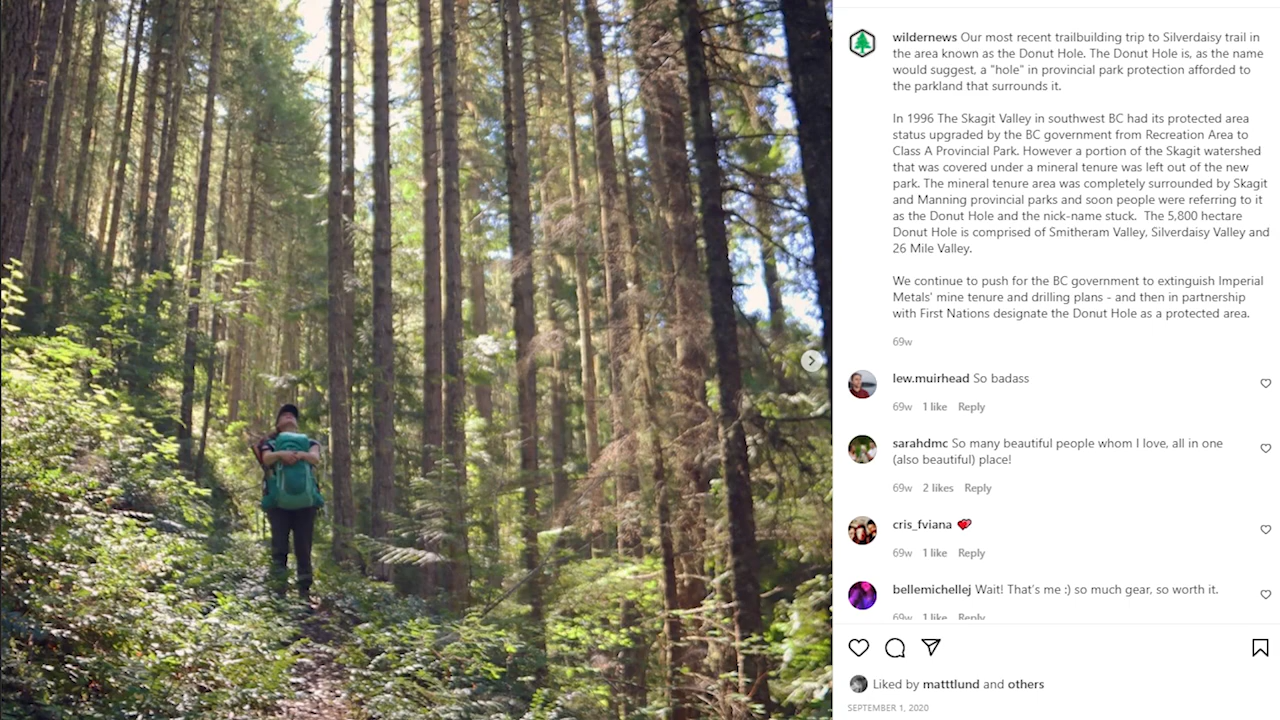 wildernews Our most recent trailbuilding trip to Silverdaisy trail in
the area known as the Donut Hole. The Donut Hole is, as the name
would suggest, a "hole" in provincial park protection afforded to
the parkland that surrounds it.
In 1996 The Skagit Valley in southwest BC had its protected area
status upgraded by the BC government from Recreation Area to
Class A Provincial Park. However a portion of the Skagit watershed
that was covered under a mineral tenure was left out of the new
park. The mineral tenure area was completely surrounded by Skagit
and Manning provincial parks and soon people were referring to it
as the Donut Hole and the nick-name stuck. The 5,800 hectare
Donut Hole is comprised of Smitheram Valley, Silverdaisy Valley and
26 Mile Valley.
We continue to push for the BC government to extinguish Imperial
Metals' mine tenure and drilling plans - and then in partnership
with First Nations designate the Donut Hole as a protected area.
69w
lew.muirhead So badass
69w 1 like Reply
sarahdmc So many beautiful people whom I love, all in one
(also beautiful) place!
69w 2 likes Reply
cris_fviana 💕
69w 1 like Reply
bellemichellej Wait! That's me :) so much gear, so worth it.
69w 1 like Reply
Liked by matttlund and others
SEPTEMBER 1, 2020